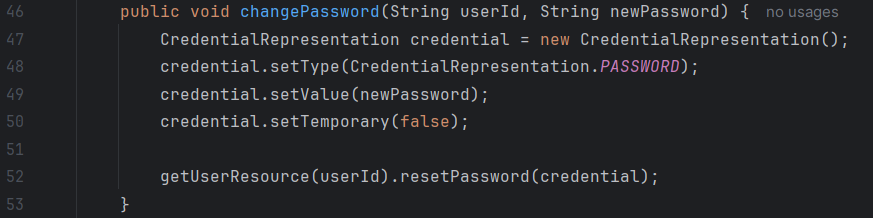 46 public void changePassword(String userId, String newPassword) { no usages
47 CredentialRepresentation credential = new CredentialRepresentation();
48 credential.setType(CredentialRepresentation.PASSWORD);
49 credential.setValue(newPassword);
50 credential.setTemporary(false);
51
52 getUserResource(userId).resetPassword(credential);
53 }